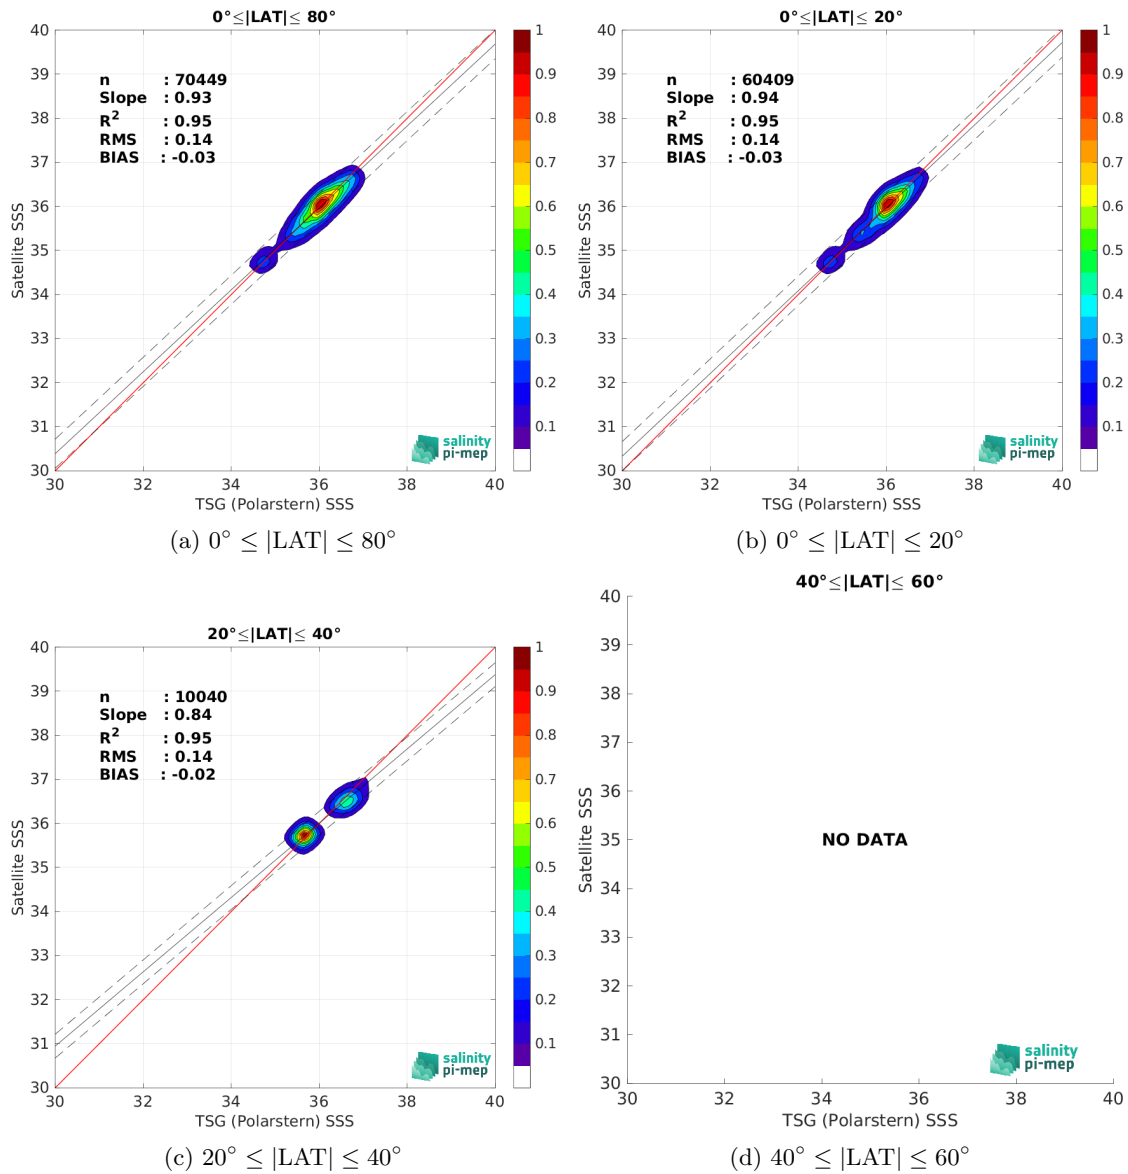 0°≤|LAT|≤ 80°
40
39
38
37
36
35
34
33
32
31
30
Satellite SSS
n : 70449
Slope : 0.93
R2 : 0.95
RMS : 0.14
BIAS : -0.03
1
0.9
0.8
0.7
0.6
0.5
0.4
0.3
0.2
0.1
salinity
pi-mep
30 32 34 36 38 40
TSG (Polarstern) SSS
(a) 0° ≤ |LAT| ≤ 80°
0°≤|LAT|≤ 20°
40
39
38
37
36
35
34
33
32
31
30
Satellite SSS
n : 60409
Slope : 0.94
R2 : 0.95
RMS : 0.14
BIAS : -0.03
1
0.9
0.8
0.7
0.6
0.5
0.4
0.3
0.2
0.1
salinity
pi-mep
30 32 34 36 38 40
TSG (Polarstern) SSS
(b) 0° ≤ |LAT| ≤ 20°
20°≤|LAT|≤ 40°
40
39
38
37
36
35
34
33
32
31
30
Satellite SSS
n : 10040
Slope : 0.84
R2 : 0.95
RMS : 0.14
BIAS : -0.02
1
0.9
0.8
0.7
0.6
0.5
0.4
0.3
0.2
0.1
salinity
pi-mep
30 32 34 36 38 40
TSG (Polarstern) SSS
(c) 20° ≤ |LAT| ≤ 40°
40°≤|LAT|≤ 60°
40
39
38
37
36
35
34
33
32
31
30
Satellite SSS
NO DATA
salinity
pi-mep
30 32 34 36 38 40
TSG (Polarstern) SSS
(d) 40° ≤ |LAT| ≤ 60°